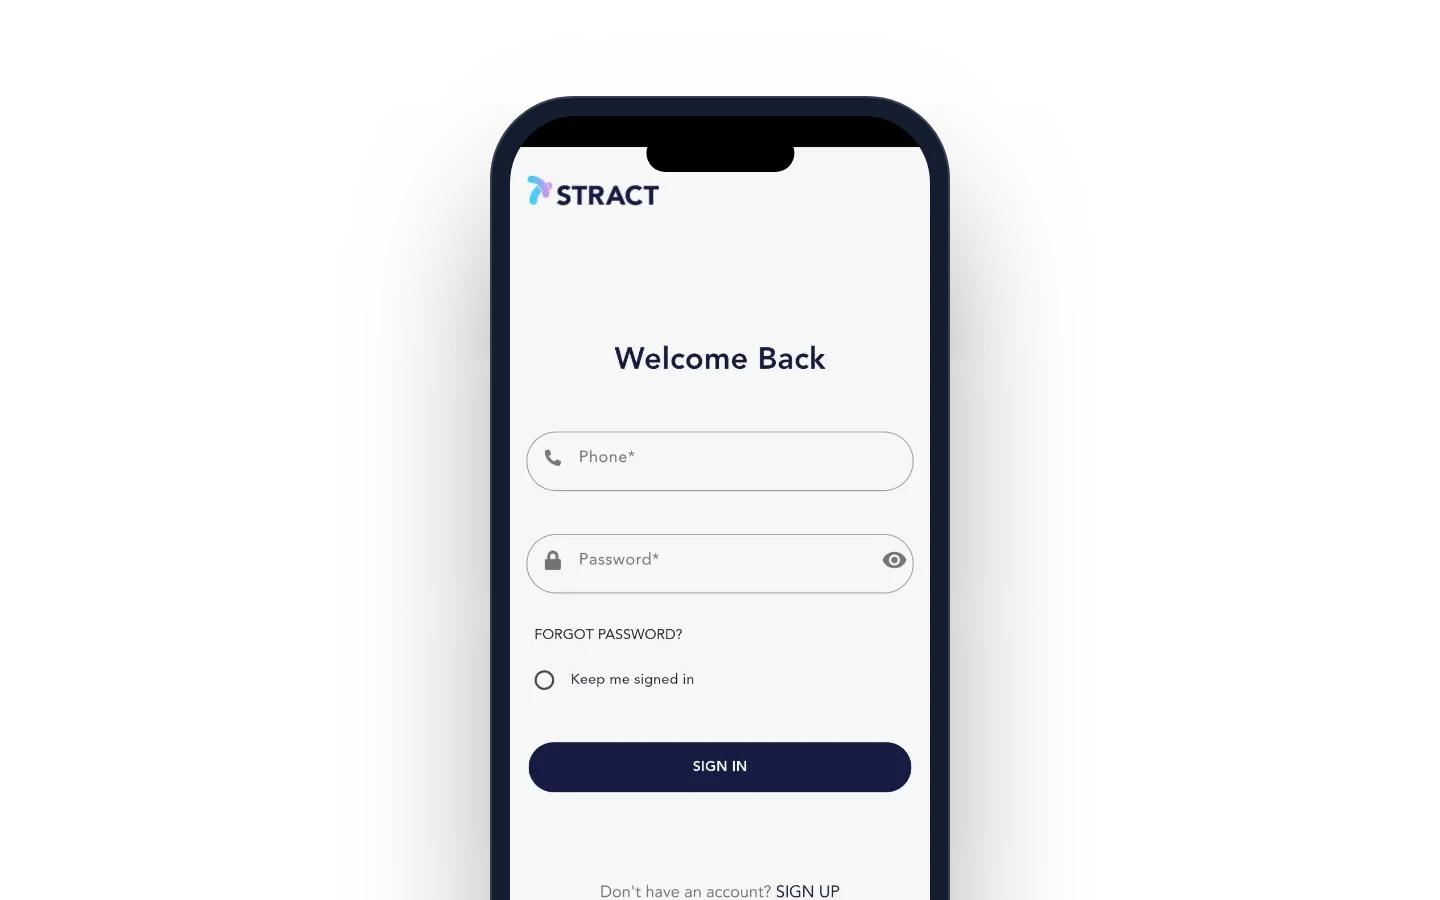 STRACT
Welcome Back
Phone*
Password*
FORGOT PASSWORD?
Keep me signed in
SIGN IN
Don't have an account? SIGN UP